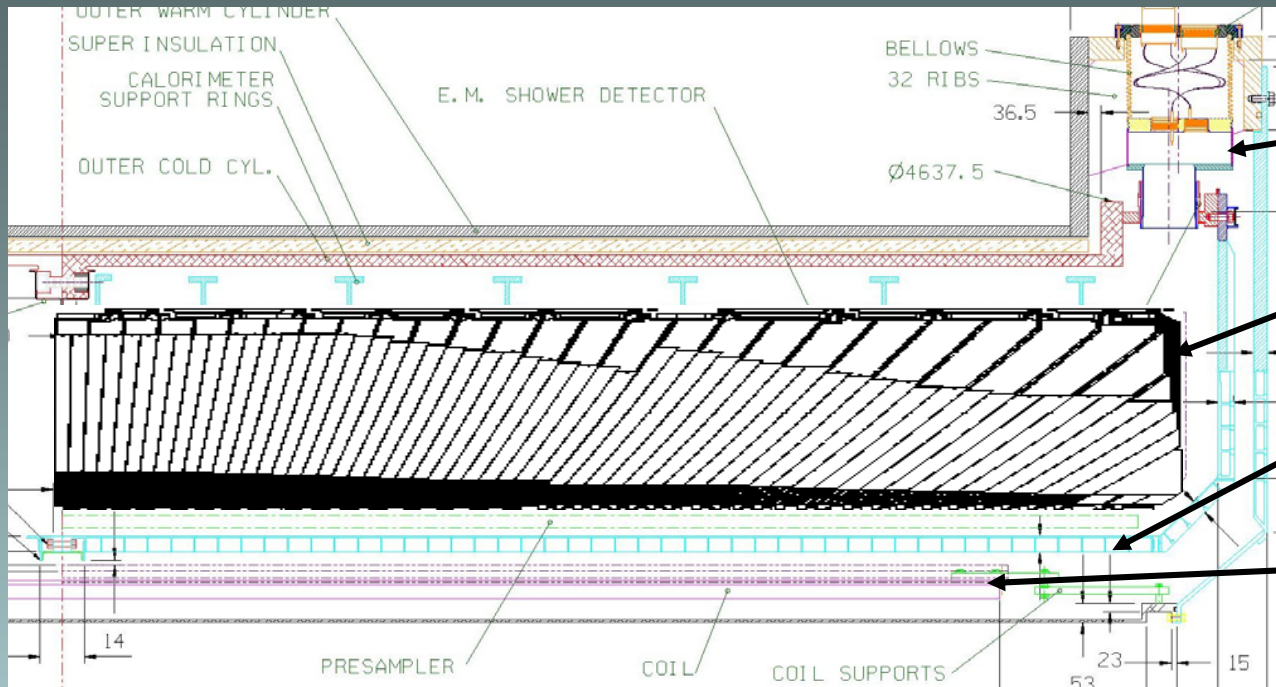 OUTER WARM CYLINDER
SUPER INSULATION
CALORIMETER
SUPPORT RINGS
OUTER COLD CYL.
E.M. SHOWER DETECTOR
BELLOWS
32 RIBS
36.5
Ø4637.5
14
PRESAMPLER
COIL
COIL SUPPORTS
23
15
53